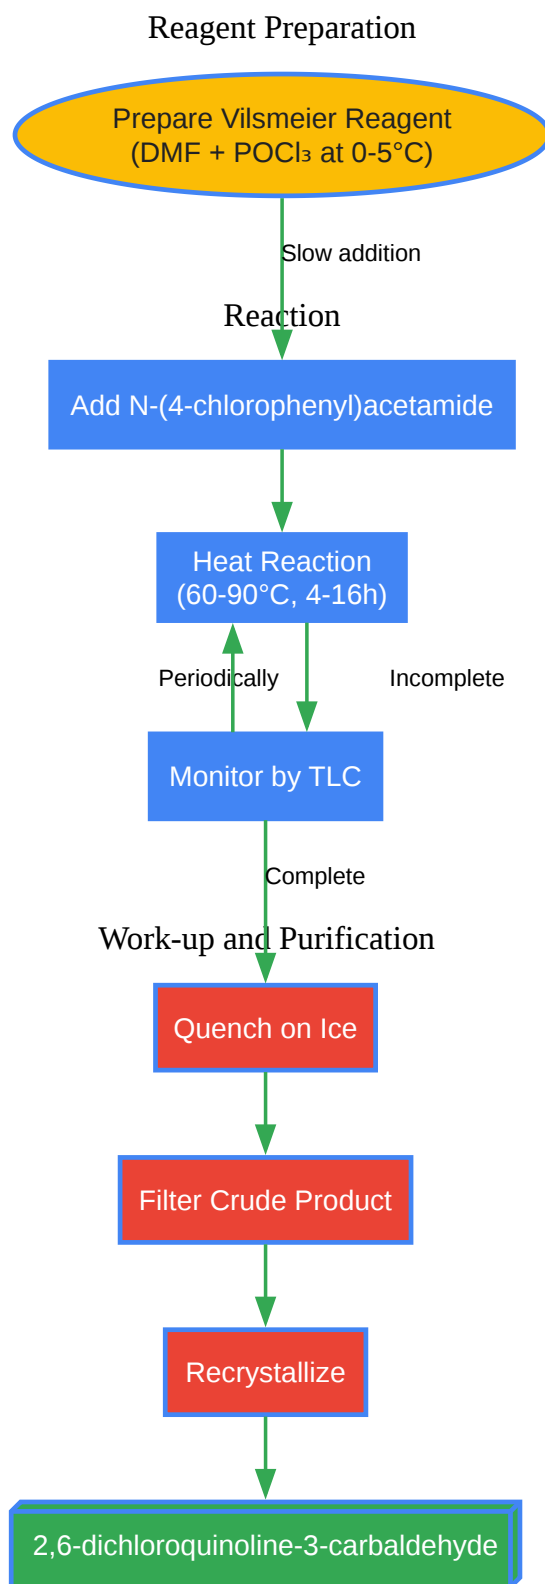 Reagent Preparation
Prepare Vilsmeier Reagent
(DMF + POCl₃ at 0-5°C)
Slow addition
Reaction
Add N-(4-chlorophenyl)acetamide
Heat Reaction
(60-90°C, 4-16h)
Periodically
Incomplete
Monitor by TLC
Complete
Work-up and Purification
Quench on Ice
Filter Crude Product
Recrystallize
2,6-dichloroquinoline-3-carbaldehyde